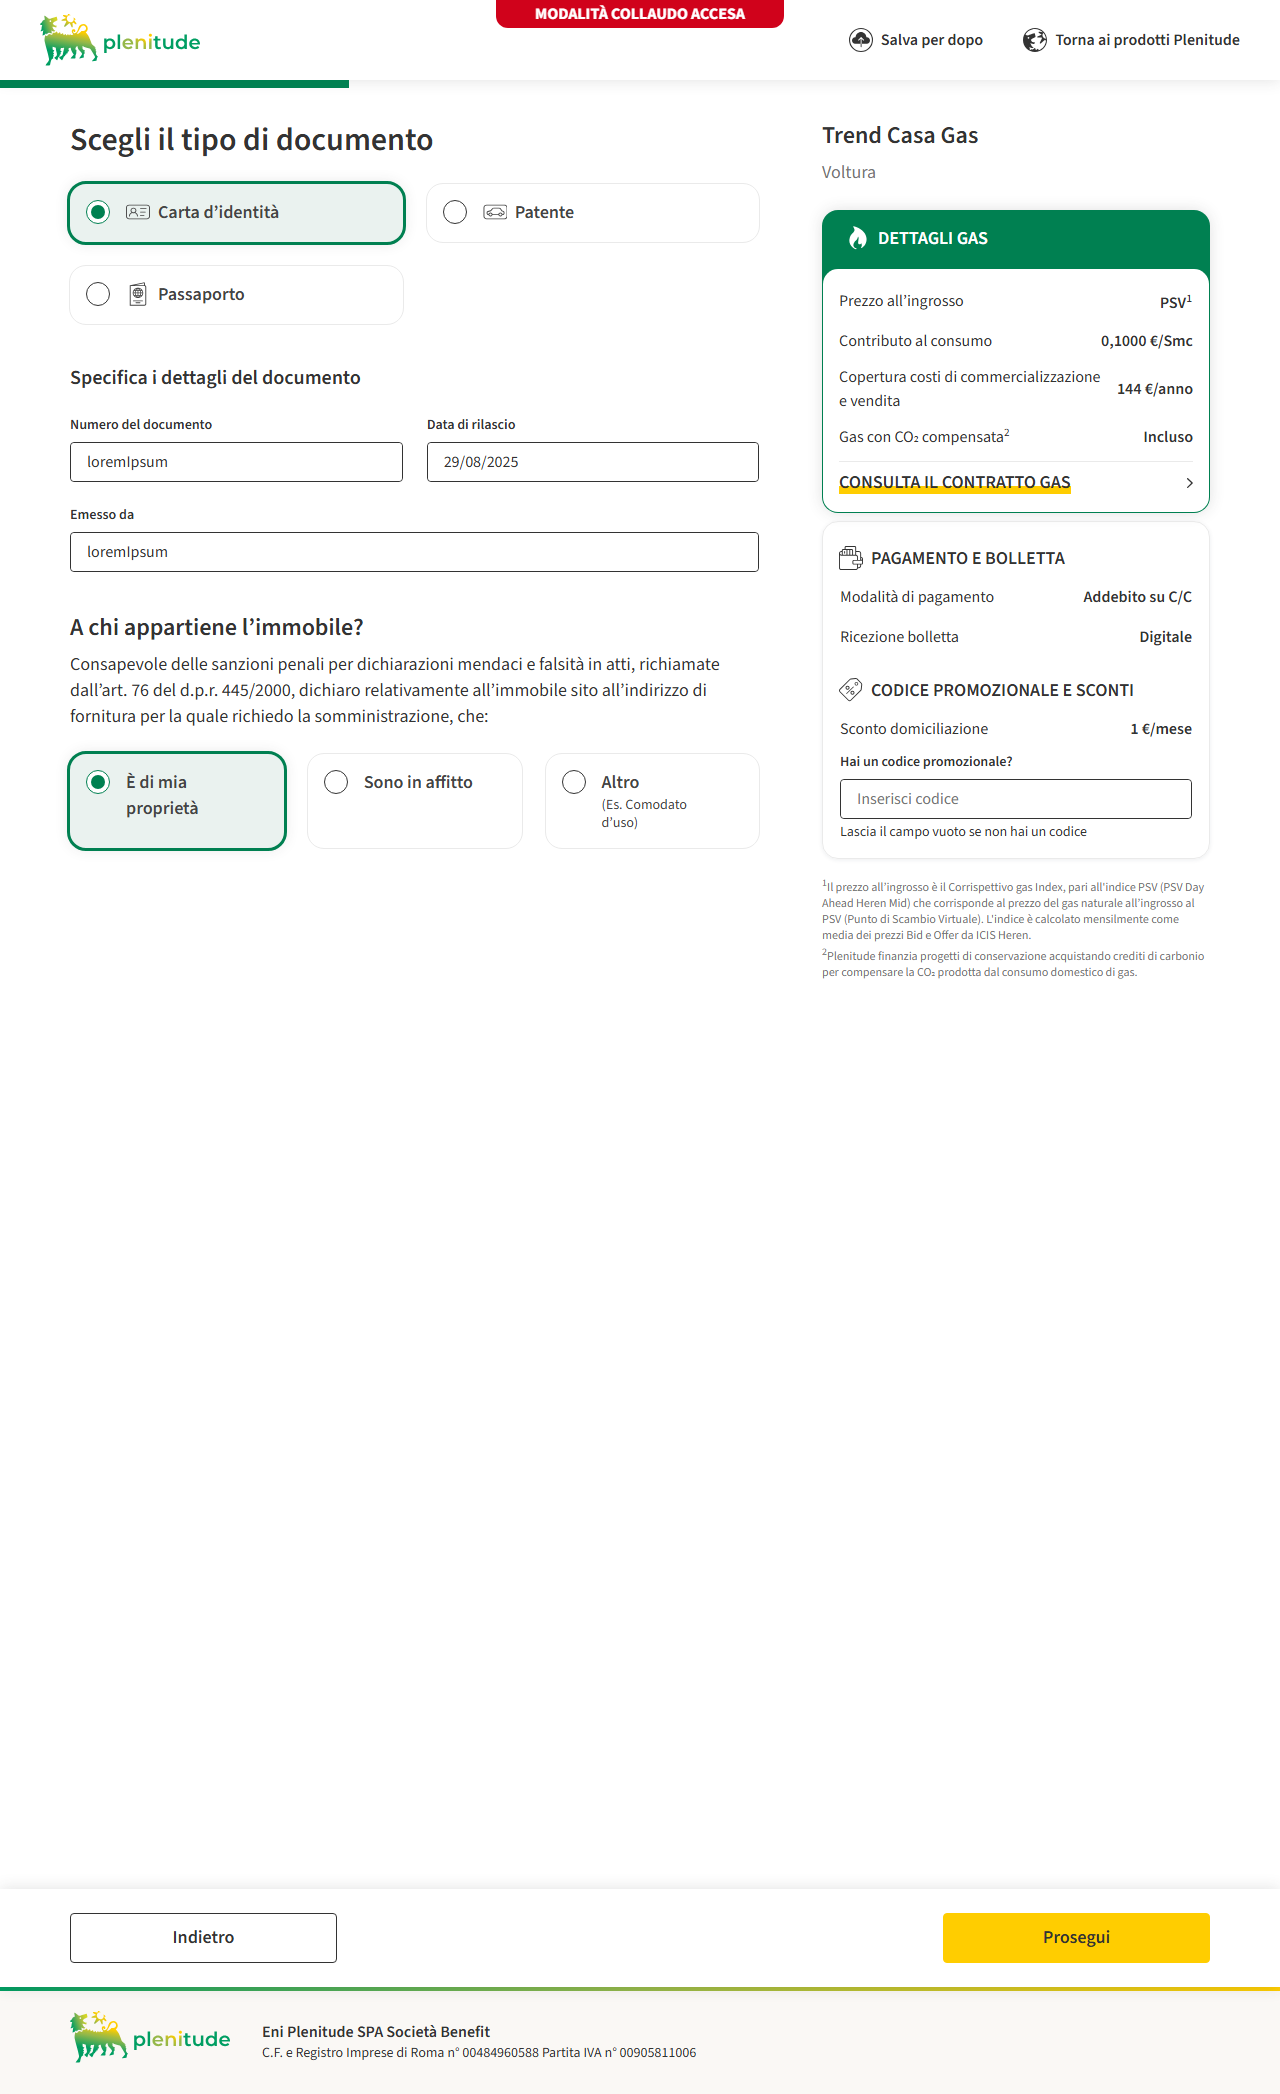 plenitude
MODALITÀ COLLAUDO ACCESA
Salva per dopo
Torna ai prodotti Plenitude
Scegli il tipo di documento
Carta d’identità
Patente
Passaporto
Specifica i dettagli del documento
Numero del documento
Data di rilascio
loremIpsum
29/08/2025
Emesso da
loremIpsum
A chi appartiene l’immobile?
Consapevole delle sanzioni penali per dichiarazioni mendaci e falsità in atti, richiamate
dall’art. 76 del d.p.r. 445/2000, dichiaro relativamente all’immobile sito all’indirizzo di
fornitura per la quale richiedo la somministrazione, che:
È di mia
proprietà
Sono in affitto
Altro
(Es. Comodato
d’uso)
Trend Casa Gas
Voltura
DETTAGLI GAS
Prezzo all’ingrosso PSV¹
Contributo al consumo 0,1000 €/Smc
Copertura costi di commercializzazione
e vendita 144 €/anno
Gas con CO₂ compensata² Incluso
CONSULTA IL CONTRATTO GAS
PAGAMENTO E BOLLETTA
Modalità di pagamento Addebito su C/C
Ricezione bolletta Digitale
CODICE PROMOZIONALE E SCONTI
Sconto domiciliazione 1 €/mese
Hai un codice promozionale?
Inserisci codice
Lascia il campo vuoto se non hai un codice
¹Il prezzo all’ingrosso è il Corrispettivo gas Index, pari all'indice PSV (PSV Day
Ahead Heren Mid) che corrisponde al prezzo del gas naturale all’ingrosso al
PSV (Punto di Scambio Virtuale). L'indice è calcolato mensilmente come
media dei prezzi Bid e Offer da ICIS Heren.
²Plenitude finanzia progetti di conservazione acquistando crediti di carbonio
per compensare la CO₂ prodotta dal consumo domestico di gas.
Indietro
Prosegui
plenitude
Eni Plenitude SPA Società Benefit
C.F. e Registro Imprese di Roma n° 00484960588 Partita IVA n° 00905811006